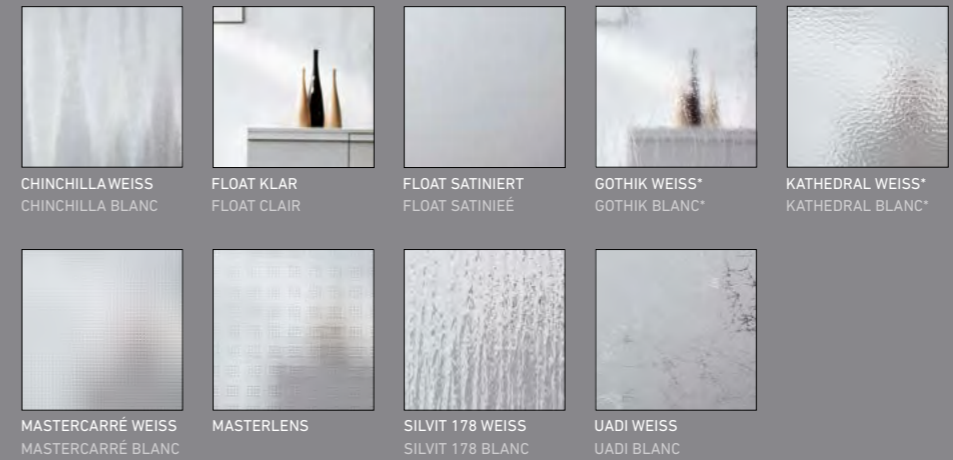 CHINCHILLA WEISS
CHINCHILLA BLANC
FLOAT KLAR
FLOAT CLAIR
FLOAT SATINIERT
FLOAT SATINIEÉ
GOTHIK WEISS*
GOTHIK BLANC*
KATHEDRAL WEISS*
KATHEDRAL BLANC*
MASTERCARRÉ WEISS
MASTERCARRÉ BLANC
MASTERLENS
SILVIT 178 WEISS
SILVIT 178 BLANC
UADI WEISS
UADI BLANC